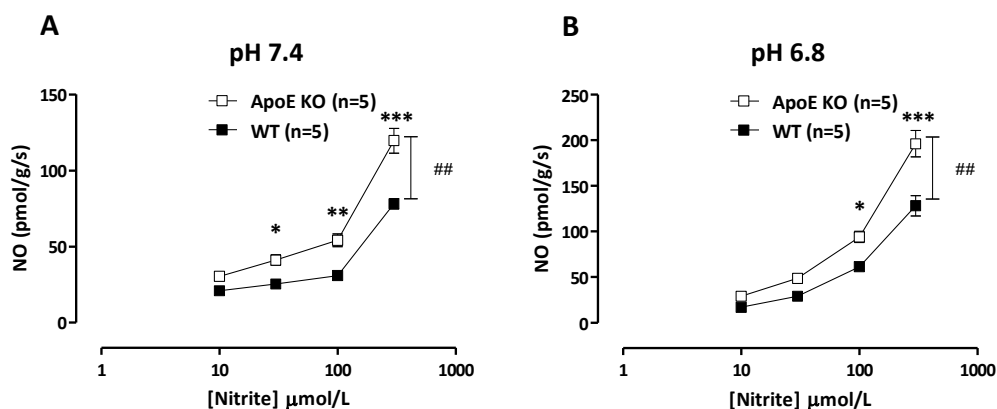 A
pH 7.4
150
100
50
0
NO (pmol/g/s)
ApoE KO (n=5)
WT (n=5)
*
**
***
##
1
10
100
1000
[Nitrite] μmol/L
B
pH 6.8
250
200
150
100
50
0
NO (pmol/g/s)
ApoE KO (n=5)
WT (n=5)
*
***
##
1
10
100
1000
[Nitrite] μmol/L